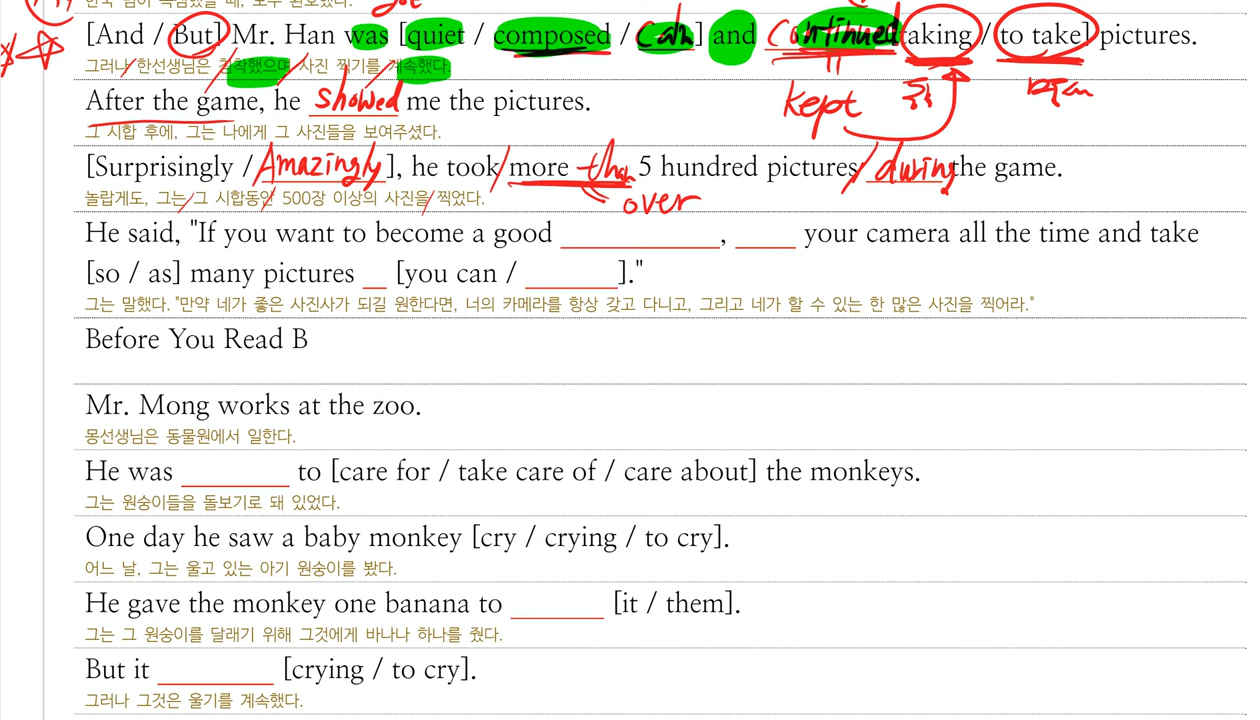 [And / But] Mr. Han was [quiet / composed / calm] and continued taking / to take] pictures.
그러나 한선생님은 침착했으며 사진 찍기를 계속했다.
kept
After the game, he showed me the pictures.
그 시합 후에, 그는 나에게 그 사진들을 보여주셨다.
[Surprisingly / Amazingly], he took more than 5 hundred pictures during the game.
놀랍게도, 그는 그 시합동안 500장 이상의 사진을 찍었다.
over
He said, "If you want to become a good ________, ____ your camera all the time and take
[so / as] many pictures __ [you can / ______]."
그는 말했다. "만약 네가 좋은 사진사가 되길 원한다면, 너의 카메라를 항상 갖고 다니고, 그리고 네가 할 수 있는 한 많은 사진을 찍어라."
Before You Read B
Mr. Mong works at the zoo.
몽선생님은 동물원에서 일한다.
He was ________ to [care for / take care of / care about] the monkeys.
그는 원숭이들을 돌보기로 돼 있었다.
One day he saw a baby monkey [cry / crying / to cry].
어느 날, 그는 울고 있는 아기 원숭이를 봤다.
He gave the monkey one banana to ______ [it / them].
그는 그 원숭이를 달래기 위해 그것에게 바나나 하나를 줬다.
But it ________ [crying / to cry].
그러나 그것은 울기를 계속했다.